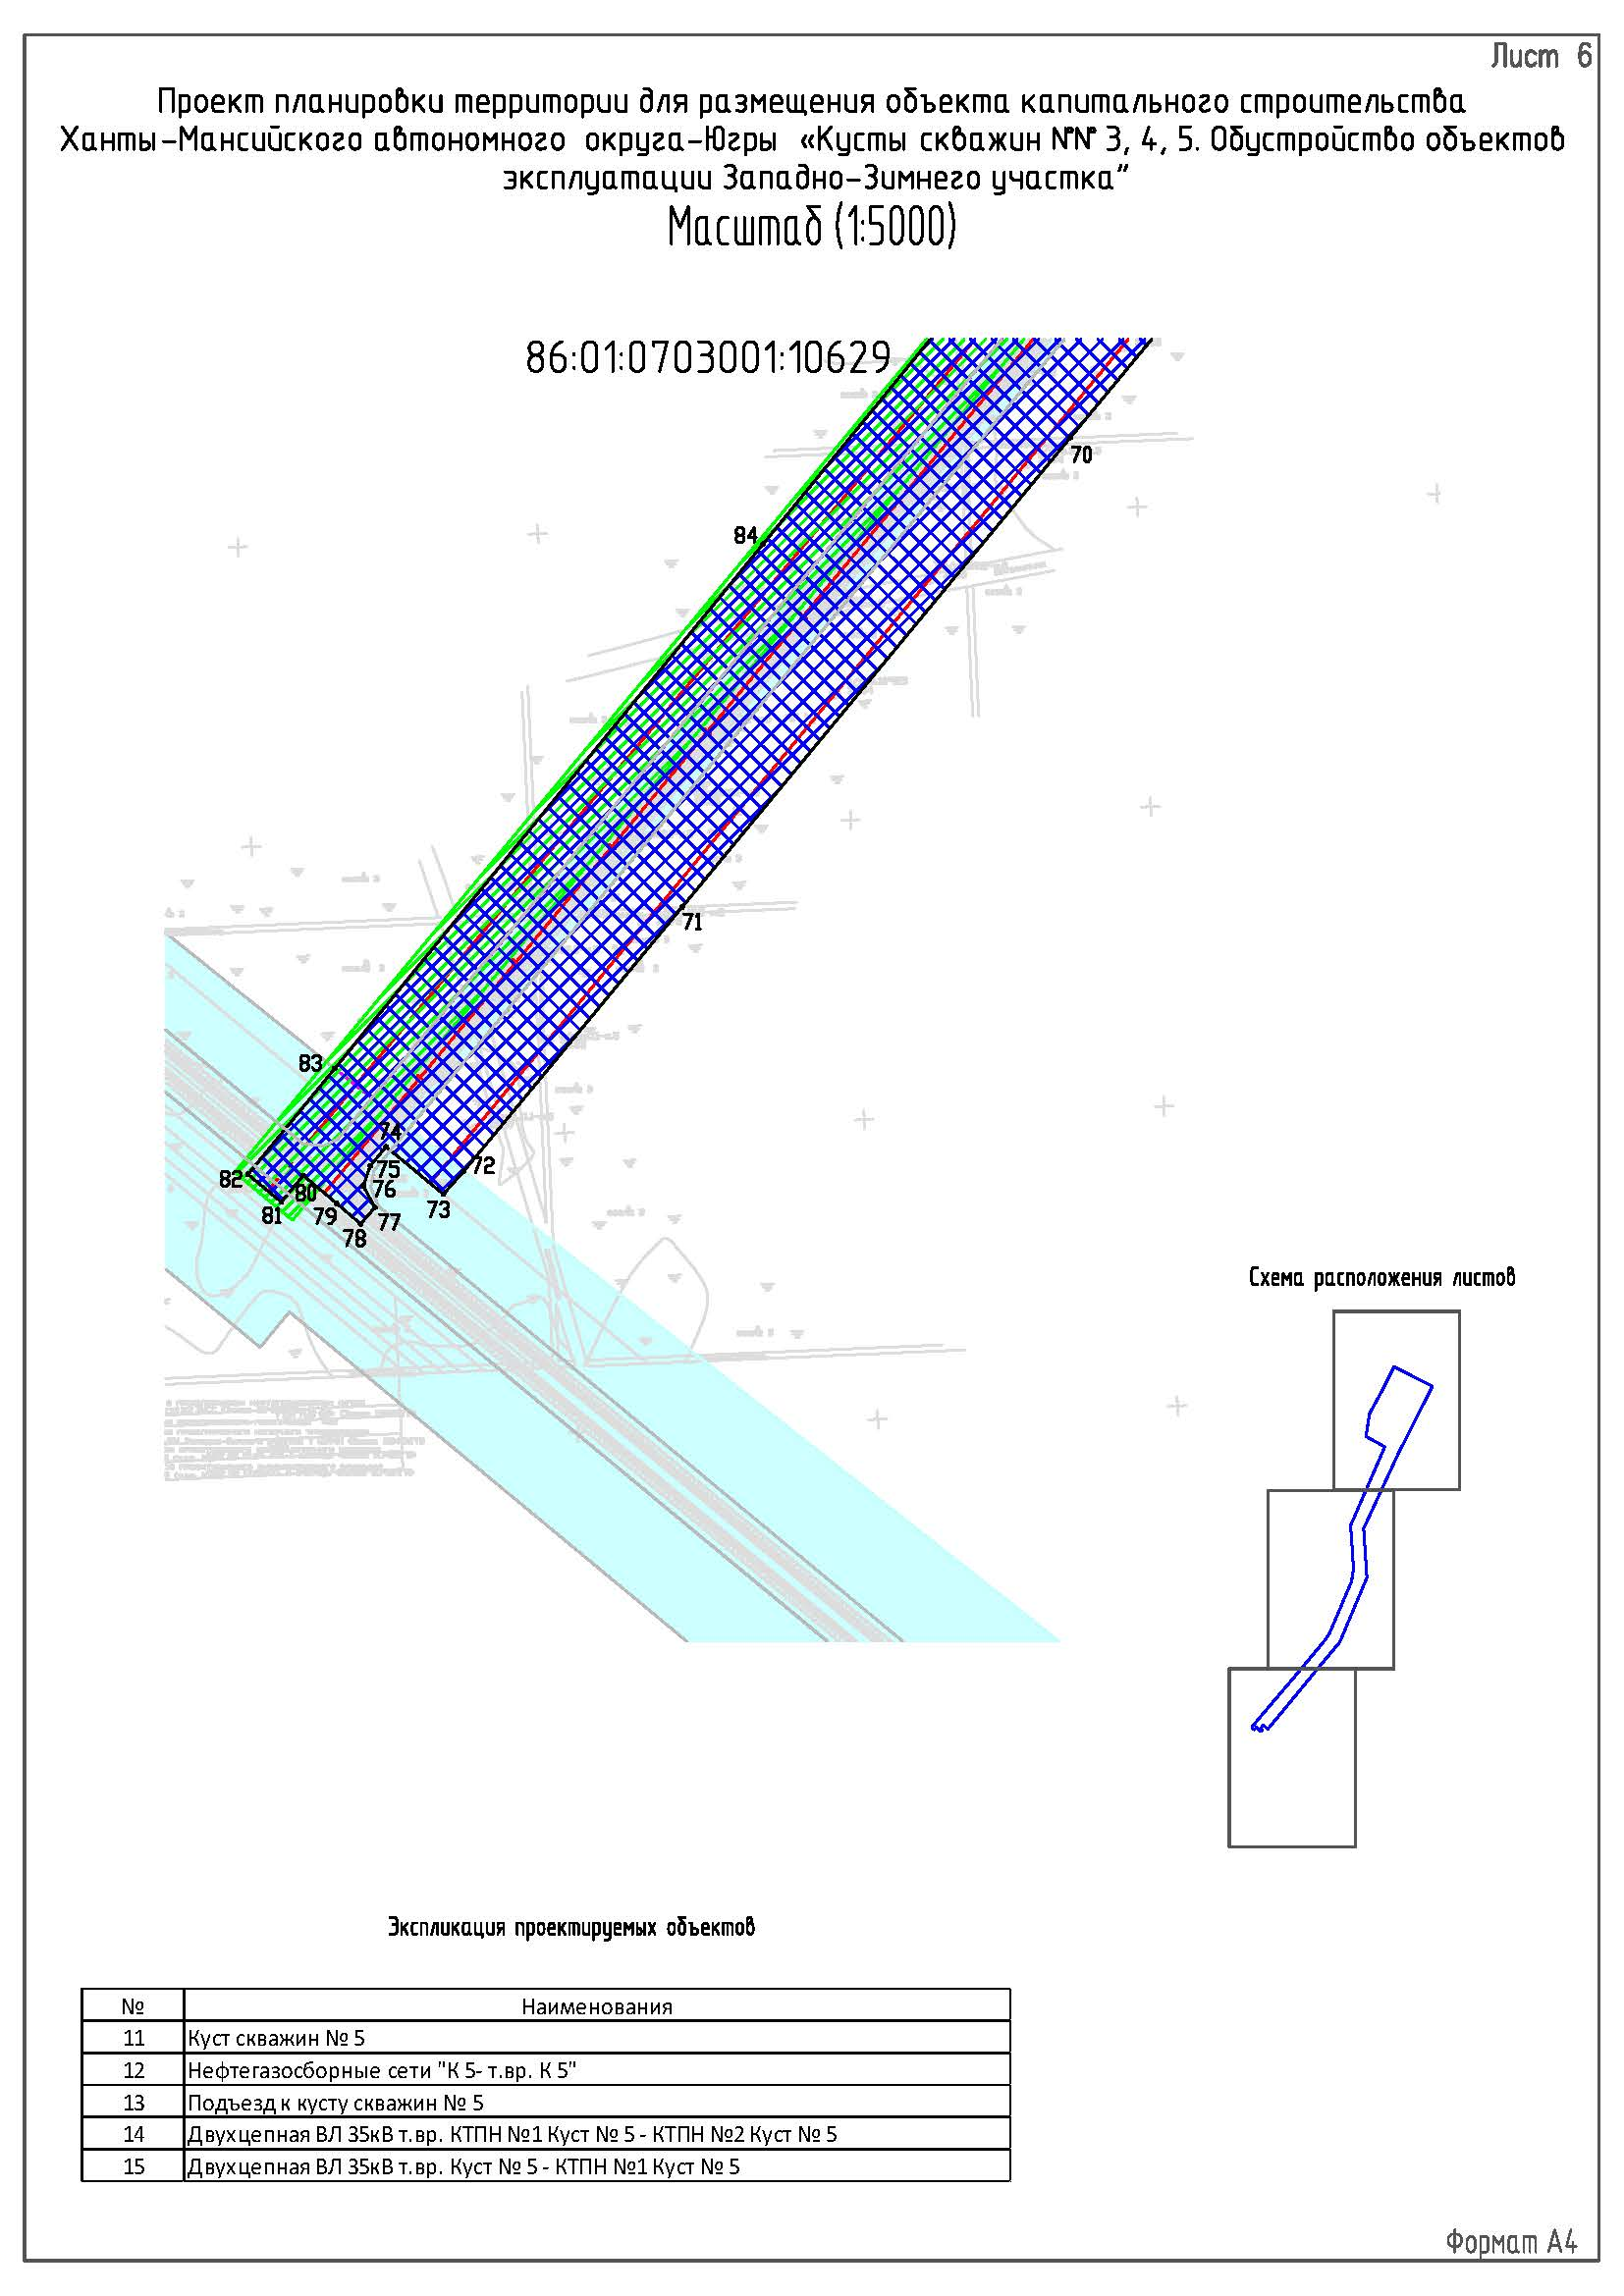 Лист 6
Проект планировки территории для размещения объекта капитального строительства
Ханты-Мансийского автономного округа-Югры «Кусты скважин №№ 3, 4, 5. Обустройство объектов
эксплуатации Западно-Зимнего участка"
Масштаб (1:5000)
86:01:0703001:10629
70
84
71
83
74
72
75
82
76
80
73
81
79
77
78
Схема расположения листов
Экспликация проектируемых объектов
№ Наименования
11 Куст скважин № 5
12 Нефтегазосборные сети "К 5- т.вр. К 5"
13 Подъезд к кусту скважин № 5
14 Двухцепная ВЛ 35кВ т.вр. КТПН №1 Куст № 5 - КТПН №2 Куст № 5
15 Двухцепная ВЛ 35кВ т.вр. Куст № 5 - КТПН №1 Куст № 5
Формат А4